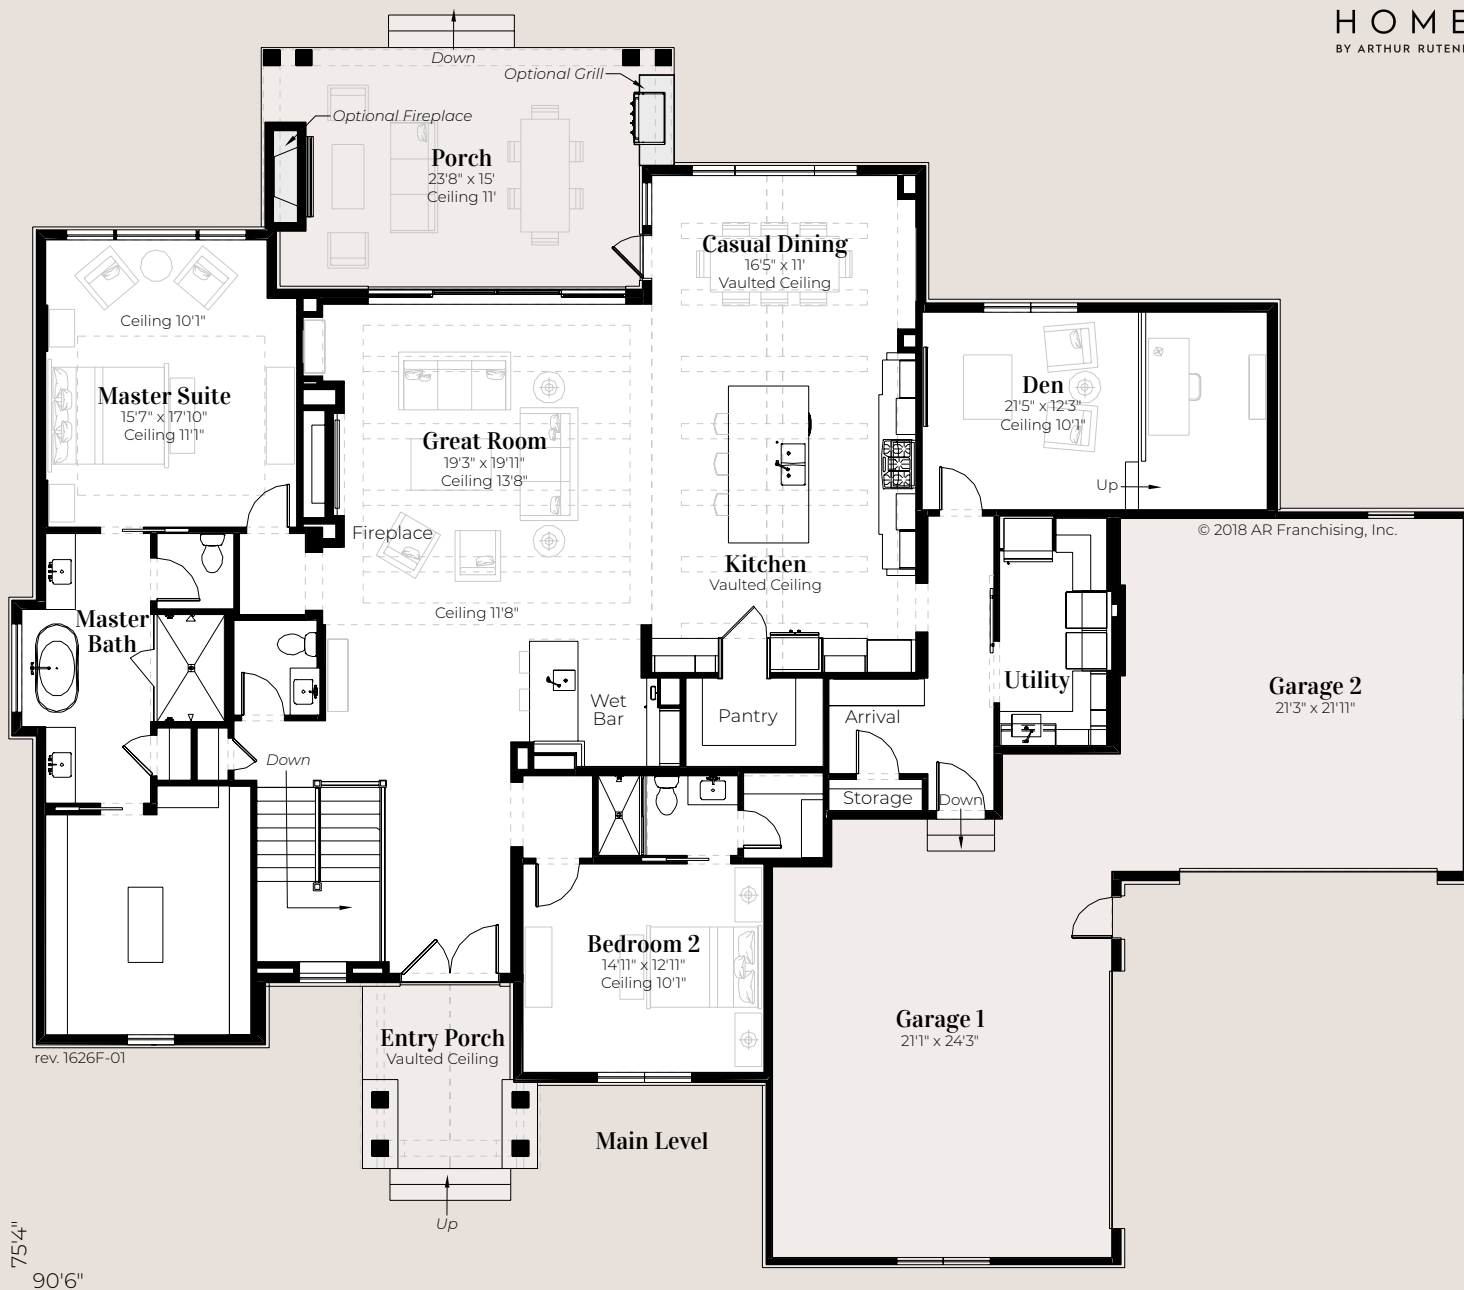 HOME
BY ARTHUR RUTEN
Down
Optional Grill
Optional Fireplace
Porch
23'8" x 15'
Ceiling 11'
Casual Dining
16'5" x 11'
Vaulted Ceiling
Ceiling 10'1"
Master Suite
15'7" x 17'10"
Ceiling 11'1"
Great Room
19'3" x 19'11"
Ceiling 13'8"
Den
21'5" x 12'3"
Ceiling 10'1"
Up
Fireplace
© 2018 AR Franchising, Inc.
Kitchen
Vaulted Ceiling
Ceiling 11'8"
Master
Bath
Utility
Garage 2
21'3" x 21'11"
Wet
Bar
Pantry
Arrival
Down
Storage
Down
Bedroom 2
14'11" x 12'11"
Ceiling 10'1"
Garage 1
21'1" x 24'3"
Entry Porch
Vaulted Ceiling
rev. 1626F-01
Main Level
Up
75'4"
90'6"